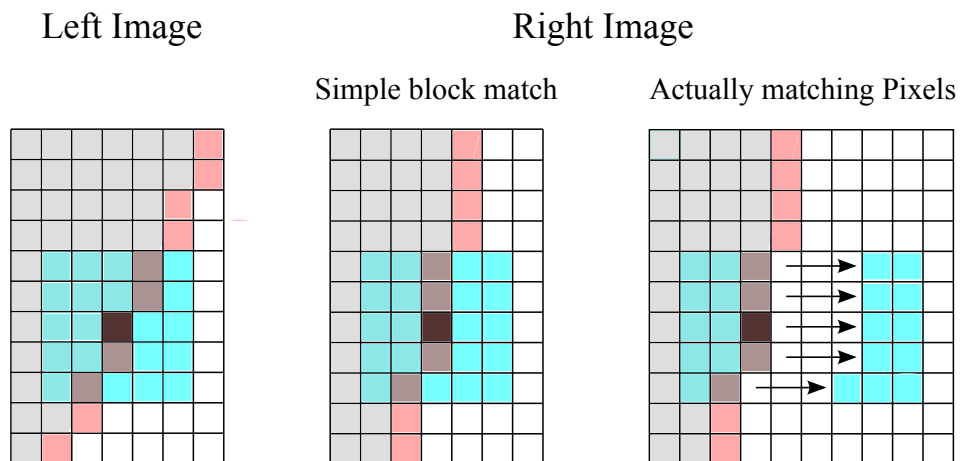 Left Image
Right Image
Simple block match
Actually matching Pixels